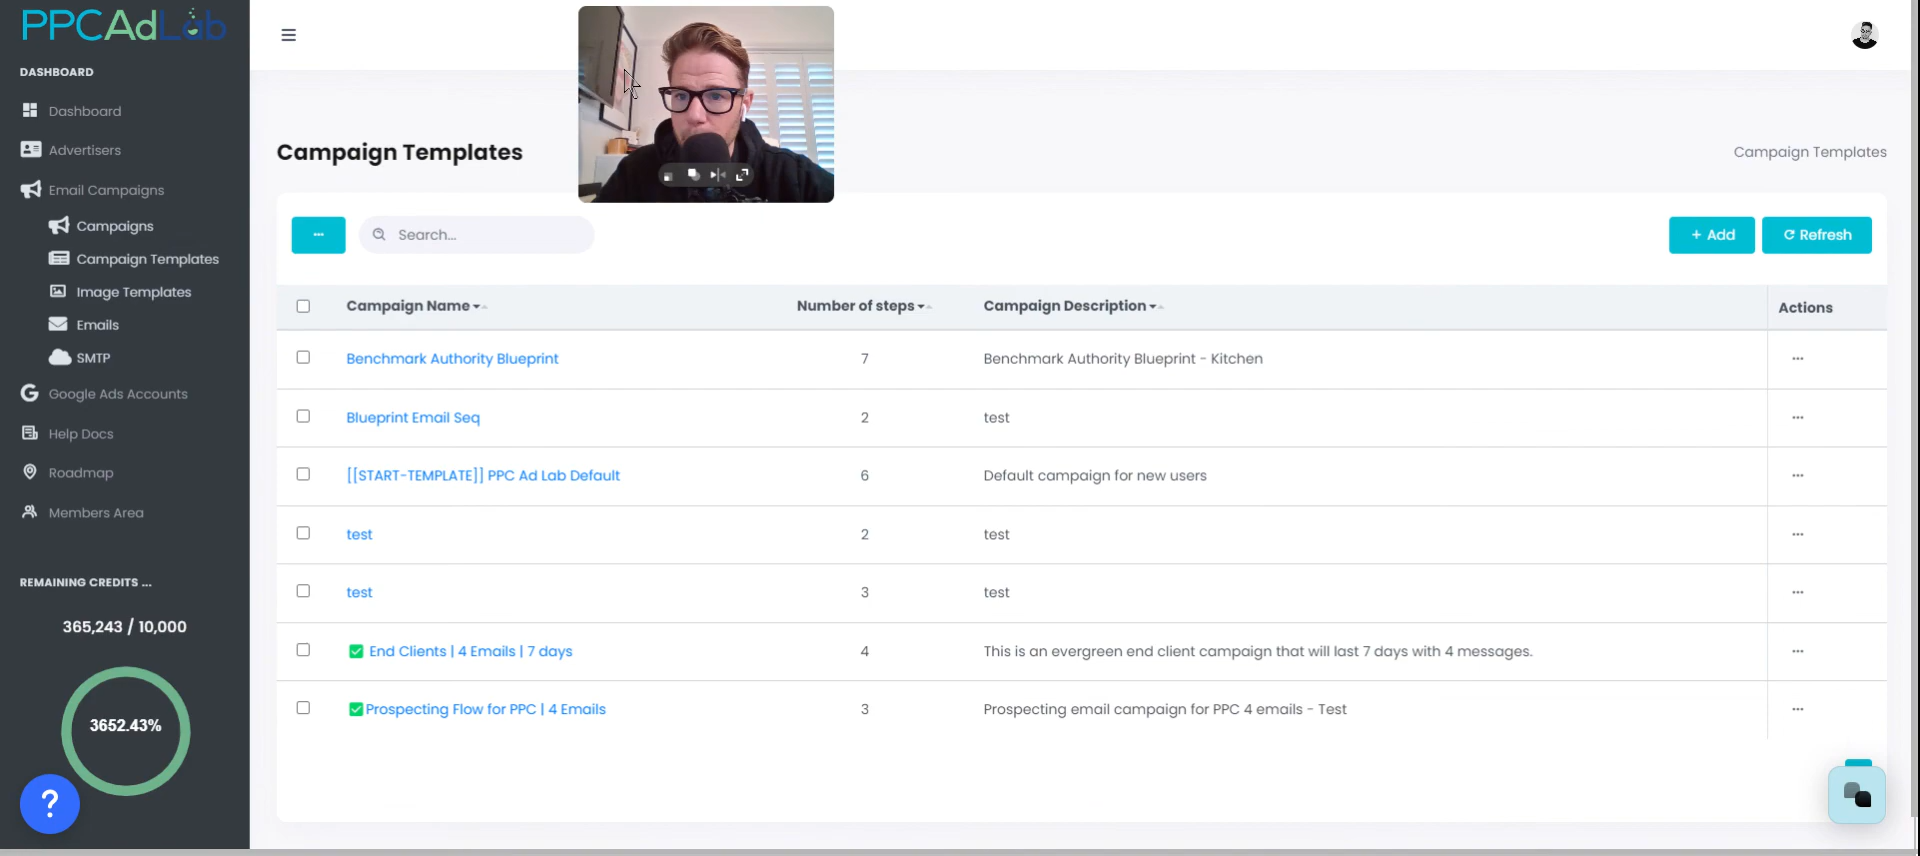 PPCAdLab
DASHBOARD
Dashboard
Advertisers
Email Campaigns
Campaigns
Campaign Templates
Image Templates
Emails
SMTP
Google Ads Accounts
Help Docs
Roadmap
Members Area
REMAINING CREDITS ...
365,243 / 10,000
3652.43%
?
Campaign Templates
Campaign Templates
... Search... + Add Refresh
Campaign Name Number of steps Campaign Description Actions
Benchmark Authority Blueprint 7 Benchmark Authority Blueprint - Kitchen ...
Blueprint Email Seq 2 test ...
[[START-TEMPLATE]] PPC Ad Lab Default 6 Default campaign for new users ...
test 2 test ...
test 3 test ...
✅ End Clients | 4 Emails | 7 days 4 This is an evergreen end client campaign that will last 7 days with 4 messages. ...
✅Prospecting Flow for PPC | 4 Emails 3 Prospecting email campaign for PPC 4 emails - Test ...